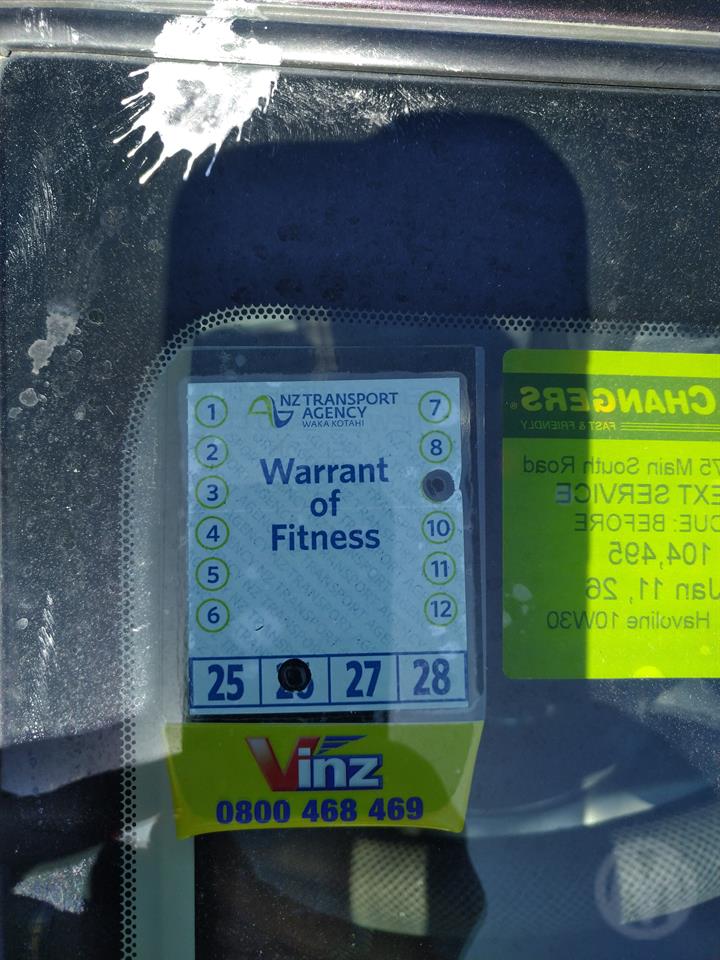 NZ TRANSPORT
AGENCY
WAKA KOTAHI
Warrant
of
Fitness
1
2
3
4
5
6
7
8
10
11
12
25 27 28
Vinz
0800 468 469
CHANGERS®
FAST & FRIENDLY
75 Main South Road
EXT SERVICE
DUE: BEFORE
104,495
Jan 11, 26
Havoline 10W30